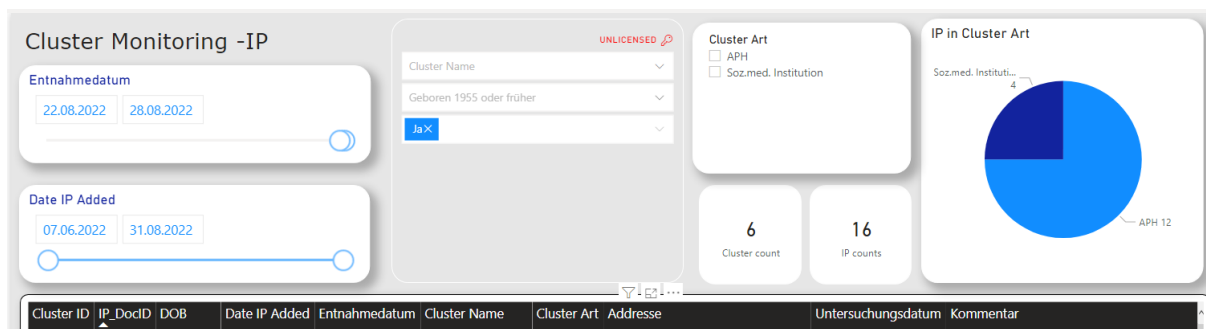 Cluster Monitoring -IP
Entnahmedatum
22.08.2022 28.08.2022
Date IP Added
07.06.2022 31.08.2022
UNLICENSED
Cluster Name
Geboren 1955 oder früher
Ja
Cluster Art
APH
Soz.med. Institution
6
Cluster count
16
IP counts
IP in Cluster Art
Soz.med. Instituti...
4
APH 12
Cluster ID IP_DocID DOB Date IP Added Entnahmedatum Cluster Name Cluster Art Addresse Untersuchungsdatum Kommentar